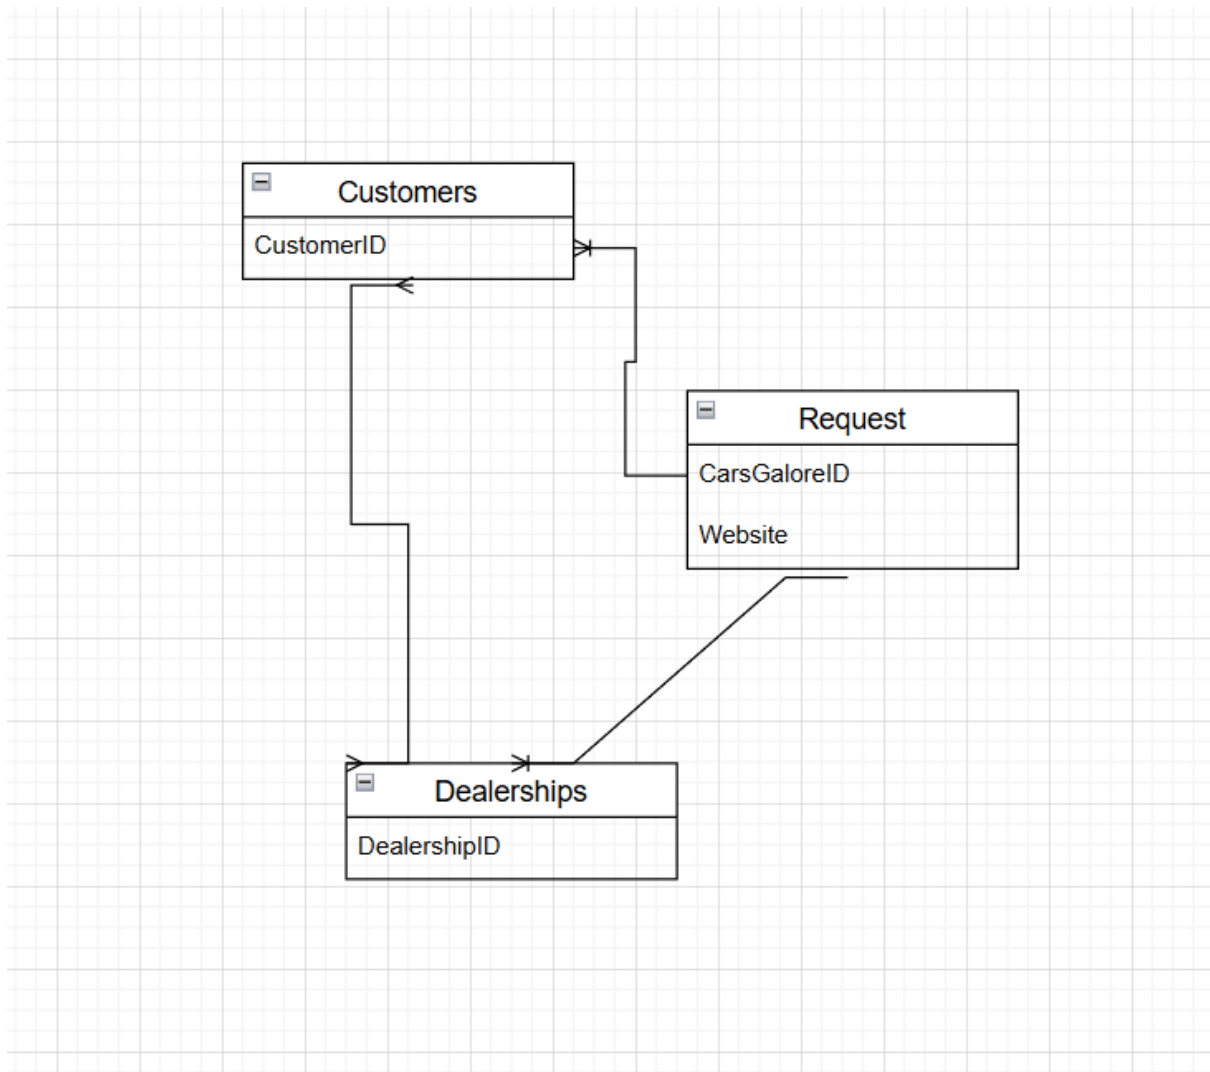 Customers
CustomerID
Request
CarsGaloreID
Website
Dealerships
DealershipID